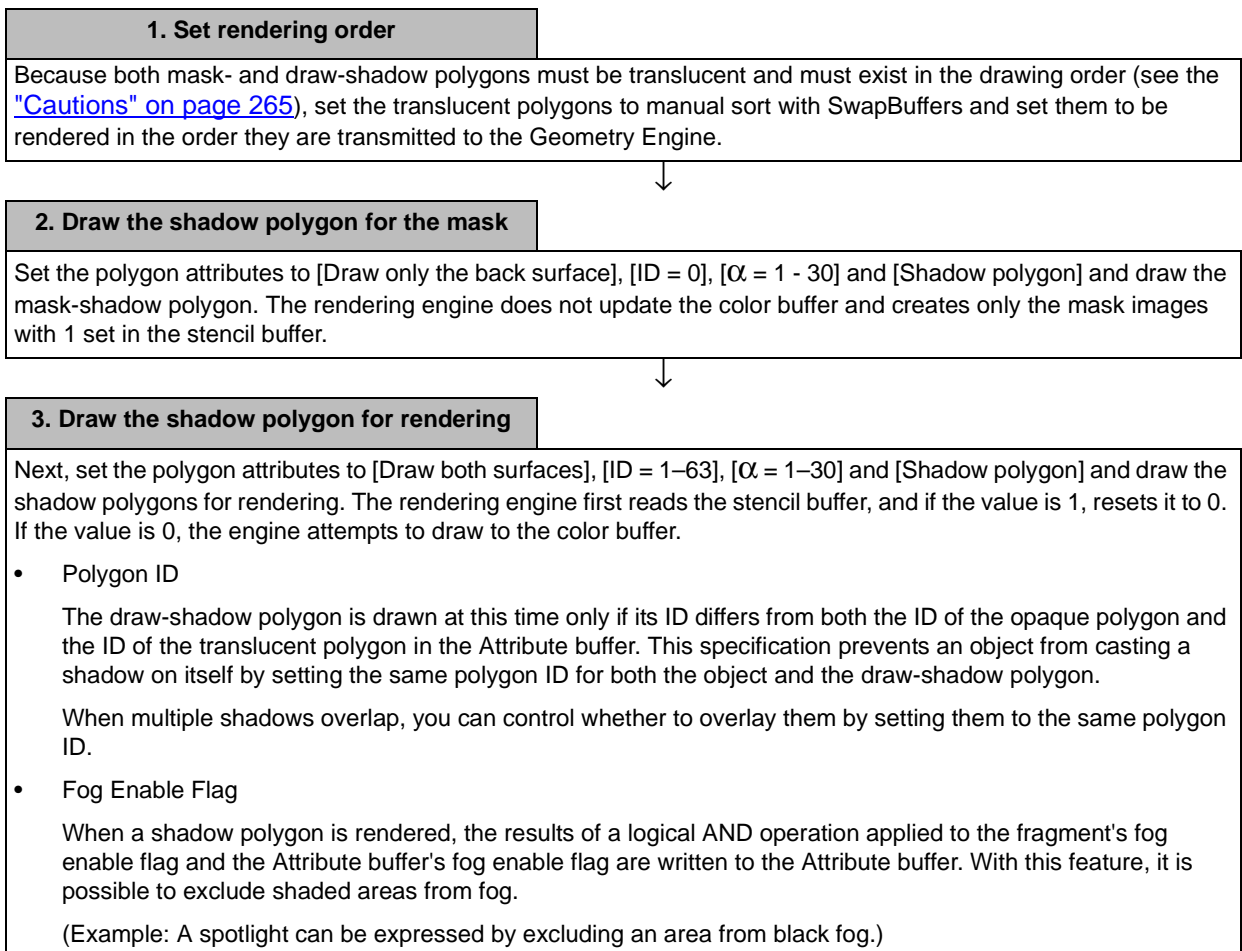 1. Set rendering order
Because both mask- and draw-shadow polygons must be translucent and must exist in the drawing order (see the
"Cautions" on page 265), set the translucent polygons to manual sort with SwapBuffers and set them to be
rendered in the order they are transmitted to the Geometry Engine.
↓
2. Draw the shadow polygon for the mask
Set the polygon attributes to [Draw only the back surface], [ID = 0], [α = 1 - 30] and [Shadow polygon] and draw the
mask-shadow polygon. The rendering engine does not update the color buffer and creates only the mask images
with 1 set in the stencil buffer.
↓
3. Draw the shadow polygon for rendering
Next, set the polygon attributes to [Draw both surfaces], [ID = 1–63], [α = 1–30] and [Shadow polygon] and draw the
shadow polygons for rendering. The rendering engine first reads the stencil buffer, and if the value is 1, resets it to 0.
If the value is 0, the engine attempts to draw to the color buffer.
• Polygon ID
The draw-shadow polygon is drawn at this time only if its ID differs from both the ID of the opaque polygon and
the ID of the translucent polygon in the Attribute buffer. This specification prevents an object from casting a
shadow on itself by setting the same polygon ID for both the object and the draw-shadow polygon.
When multiple shadows overlap, you can control whether to overlay them by setting them to the same polygon
ID.
• Fog Enable Flag
When a shadow polygon is rendered, the results of a logical AND operation applied to the fragment's fog
enable flag and the Attribute buffer's fog enable flag are written to the Attribute buffer. With this feature, it is
possible to exclude shaded areas from fog.
(Example: A spotlight can be expressed by excluding an area from black fog.)